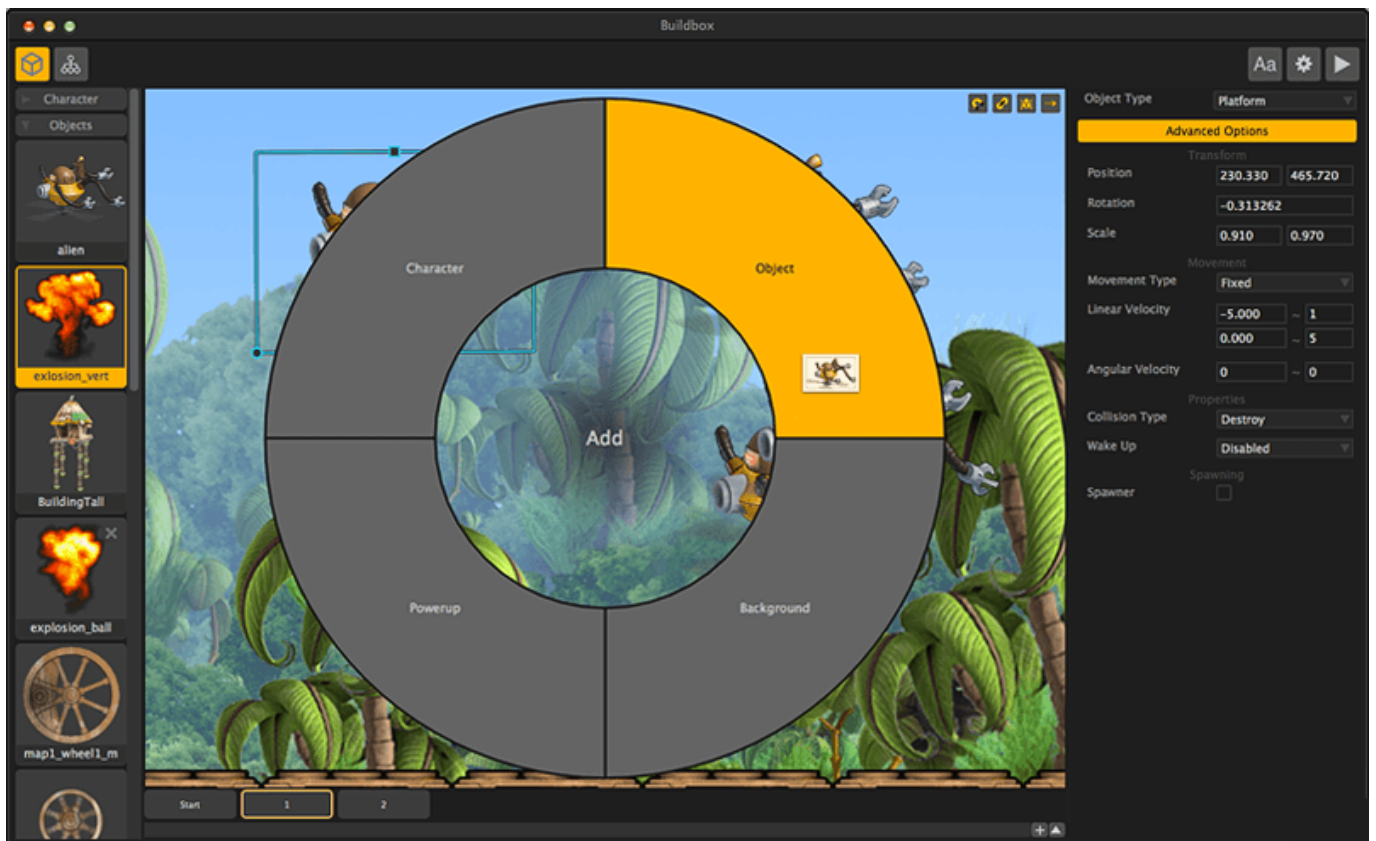 Buildbox
Aa
Character
Objects
alien
exlosion_vert
BuildingTall
explosion_ball
map1_wheel1_m
Character
Object
Add
Powerup
Background
Start
1
2
Object Type Platform
Advanced Options
Transform
Position 230.330 465.720
Rotation -0.313262
Scale 0.910 0.970
Movement
Movement Type Fixed
Linear Velocity -5.000 ~ 1
0.000 ~ 5
Angular Velocity 0 ~ 0
Properties
Collision Type Destroy
Wake Up Disabled
Spawning
Spawner